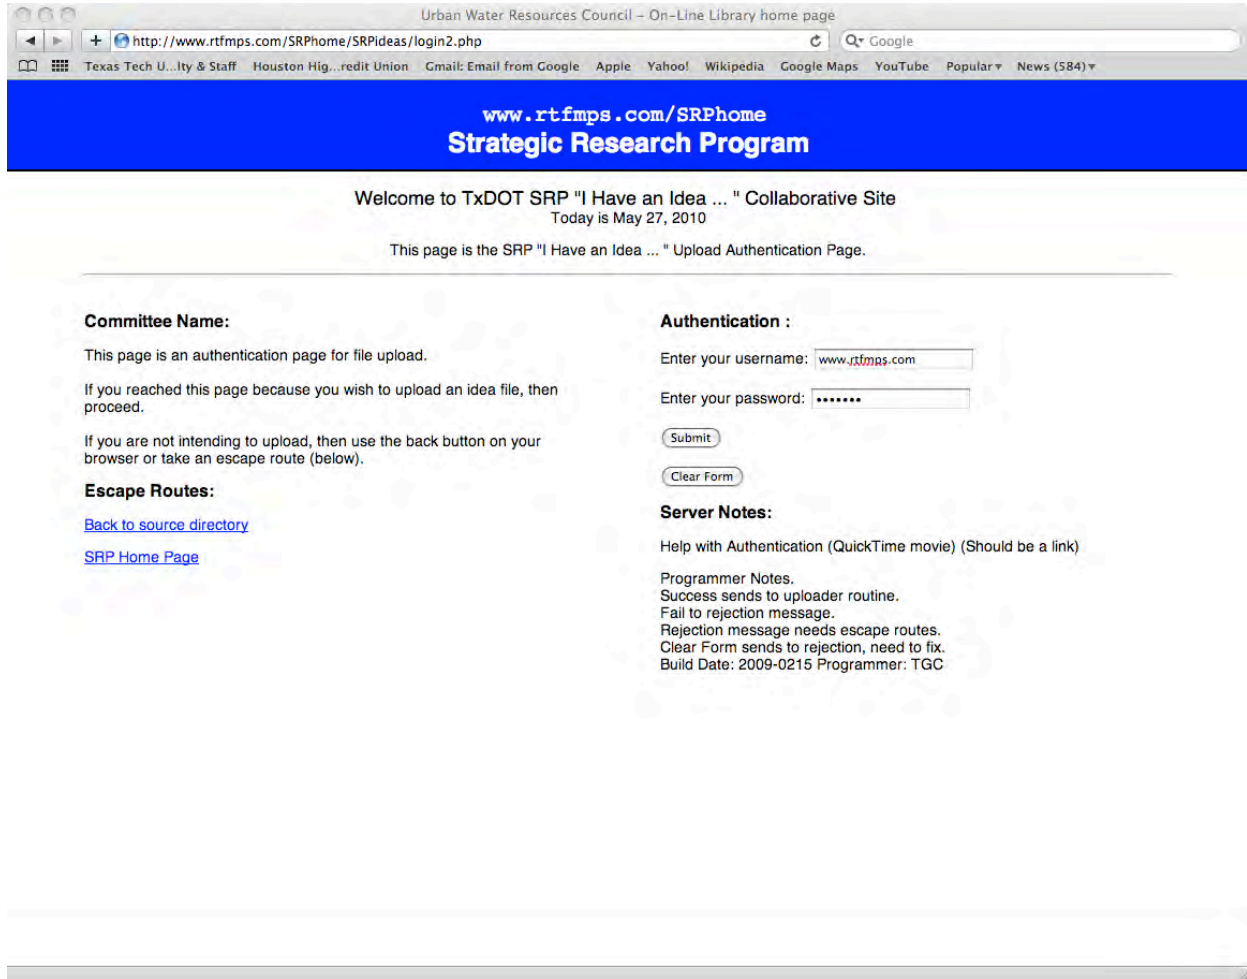 Urban Water Resources Council – On-Line Library home page
http://www.rtfmps.com/SRPhome/SRPideas/login2.php
Google
Texas Tech U...lty & Staff Houston Hig...redit Union Gmail: Email from Google Apple Yahoo! Wikipedia Google Maps YouTube Popular News (584)
www.rtfmps.com/SRPhome
Strategic Research Program
Welcome to TxDOT SRP "I Have an Idea ... " Collaborative Site
Today is May 27, 2010
This page is the SRP "I Have an Idea ... " Upload Authentication Page.
Committee Name:
This page is an authentication page for file upload.
If you reached this page because you wish to upload an idea file, then
proceed.
If you are not intending to upload, then use the back button on your
browser or take an escape route (below).
Escape Routes:
Back to source directory
SRP Home Page
Authentication :
Enter your username: www.rtfmps.com
Enter your password: •••••••
Submit
Clear Form
Server Notes:
Help with Authentication (QuickTime movie) (Should be a link)
Programmer Notes.
Success sends to uploader routine.
Fail to rejection message.
Rejection message needs escape routes.
Clear Form sends to rejection, need to fix.
Build Date: 2009-0215 Programmer: TGC